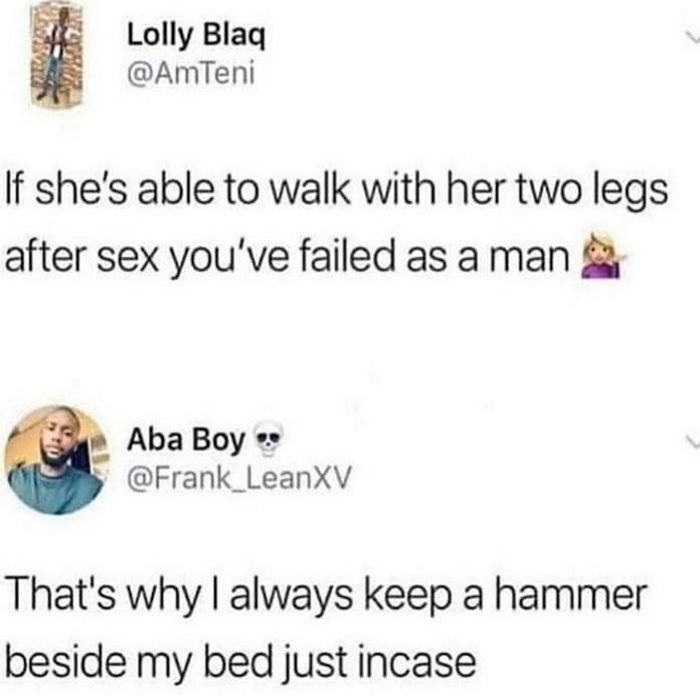 Lolly Blaq
@AmTeni
If she's able to walk with her two legs
after sex you've failed as a man 💁🏼‍♀️
Aba Boy 💀
@Frank_LeanXV
That's why I always keep a hammer
beside my bed just incase